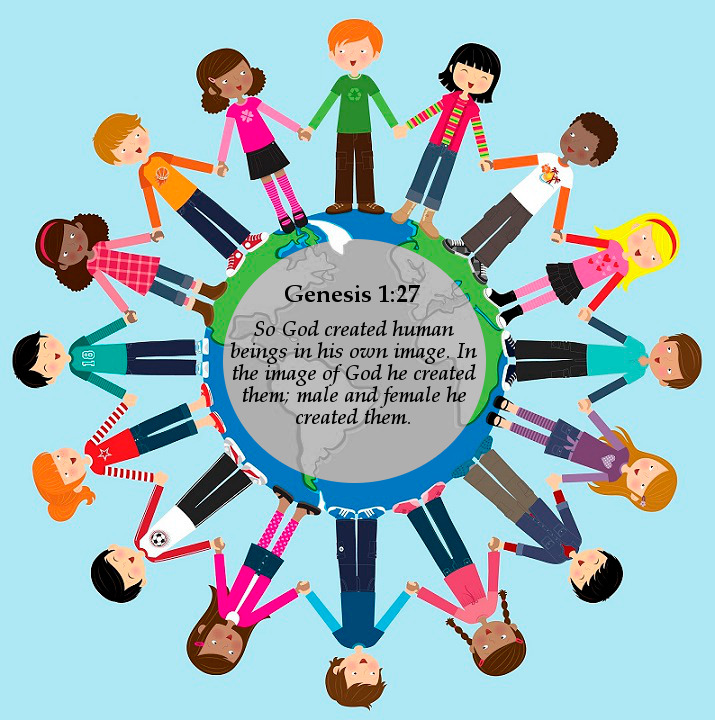 Genesis 1:27
So God created human
beings in his own image. In
the image of God he created
them; male and female he
created them.